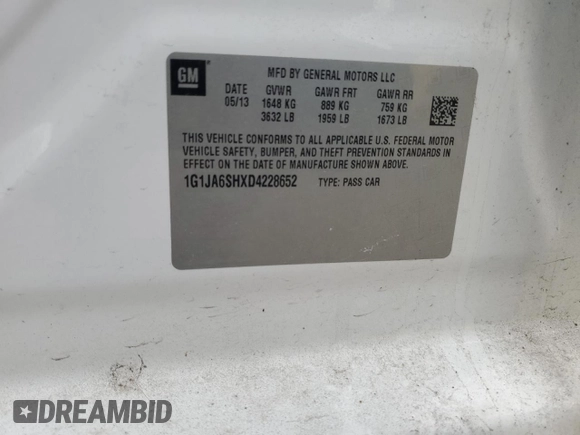 GM
MFD BY GENERAL MOTORS LLC
DATE GVWR GAWR FRT GAWR RR
05/13 1648 KG 889 KG 759 KG
3632 LB 1959 LB 1673 LB
THIS VEHICLE CONFORMS TO ALL APPLICABLE U.S. FEDERAL MOTOR
VEHICLE SAFETY, BUMPER, AND THEFT PREVENTION STANDARDS IN
EFFECT ON THE DATE OF MANUFACTURE SHOWN ABOVE.
1G1JA6SHXD4228652 TYPE: PASS CAR
DREAMBID